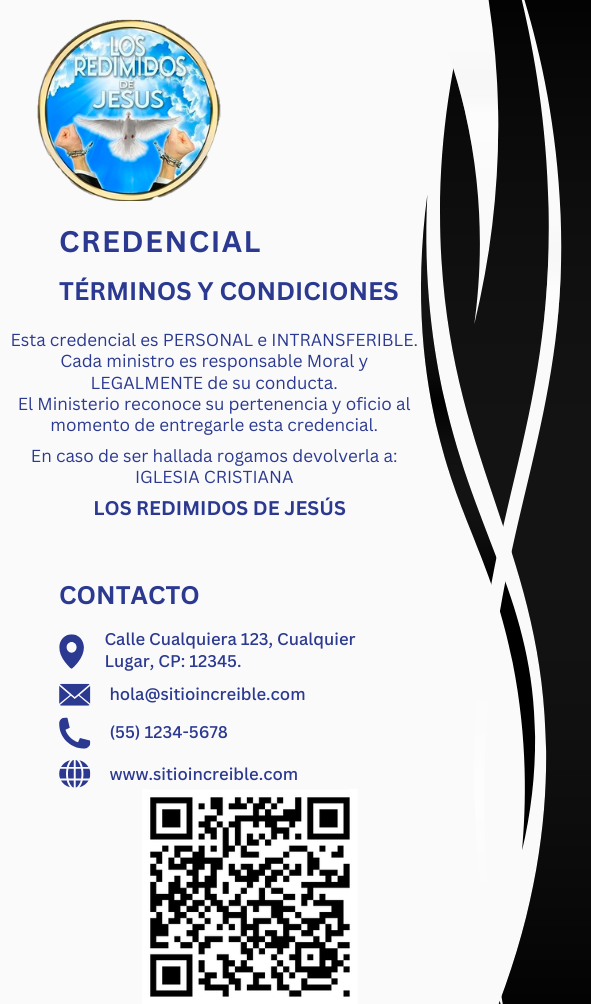 LOS
REDIMIDOS
DE
JESUS
CREDENCIAL
TÉRMINOS Y CONDICIONES
Esta credencial es PERSONAL e INTRANSFERIBLE.
Cada ministro es responsable Moral y
LEGALMENTE de su conducta.
El Ministerio reconoce su pertenencia y oficio al
momento de entregarle esta credencial.
En caso de ser hallada rogamos devolverla a:
IGLESIA CRISTIANA
LOS REDIMIDOS DE JESÚS
CONTACTO
Calle Cualquiera 123, Cualquier
Lugar, CP: 12345.
hola@sitioincreible.com
(55) 1234-5678
www.sitioincreible.com